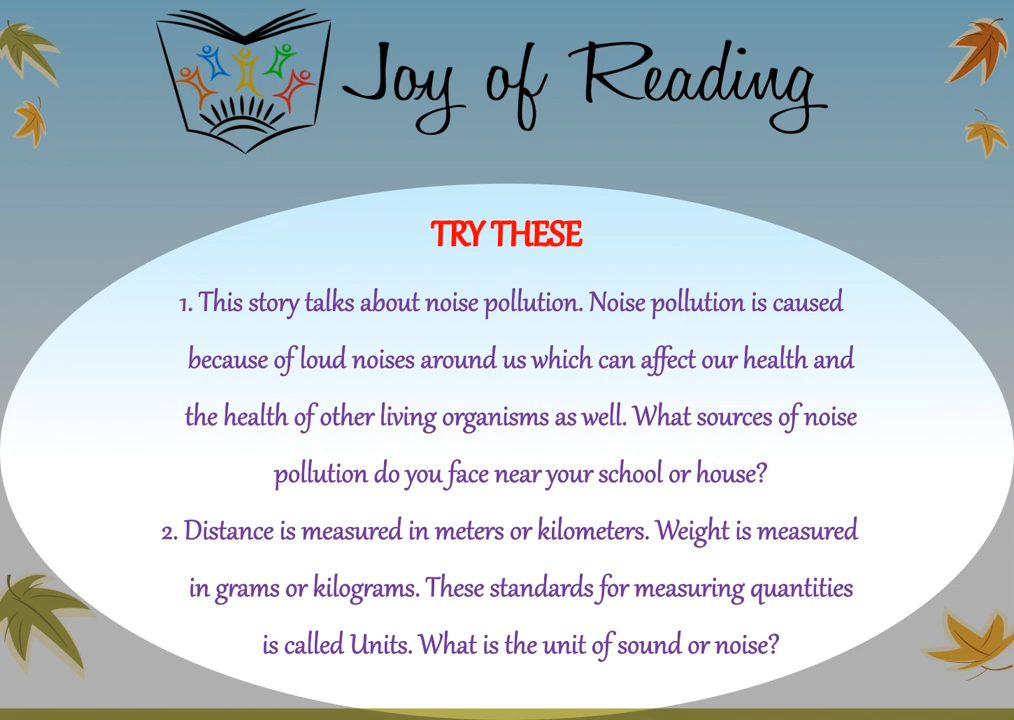 Joy of Reading
TRY THESE
1. This story talks about noise pollution. Noise pollution is caused
because of loud noises around us which can affect our health and
the health of other living organisms as well. What sources of noise
pollution do you face near your school or house?
2. Distance is measured in meters or kilometers. Weight is measured
in grams or kilograms. These standards for measuring quantities
is called Units. What is the unit of sound or noise?